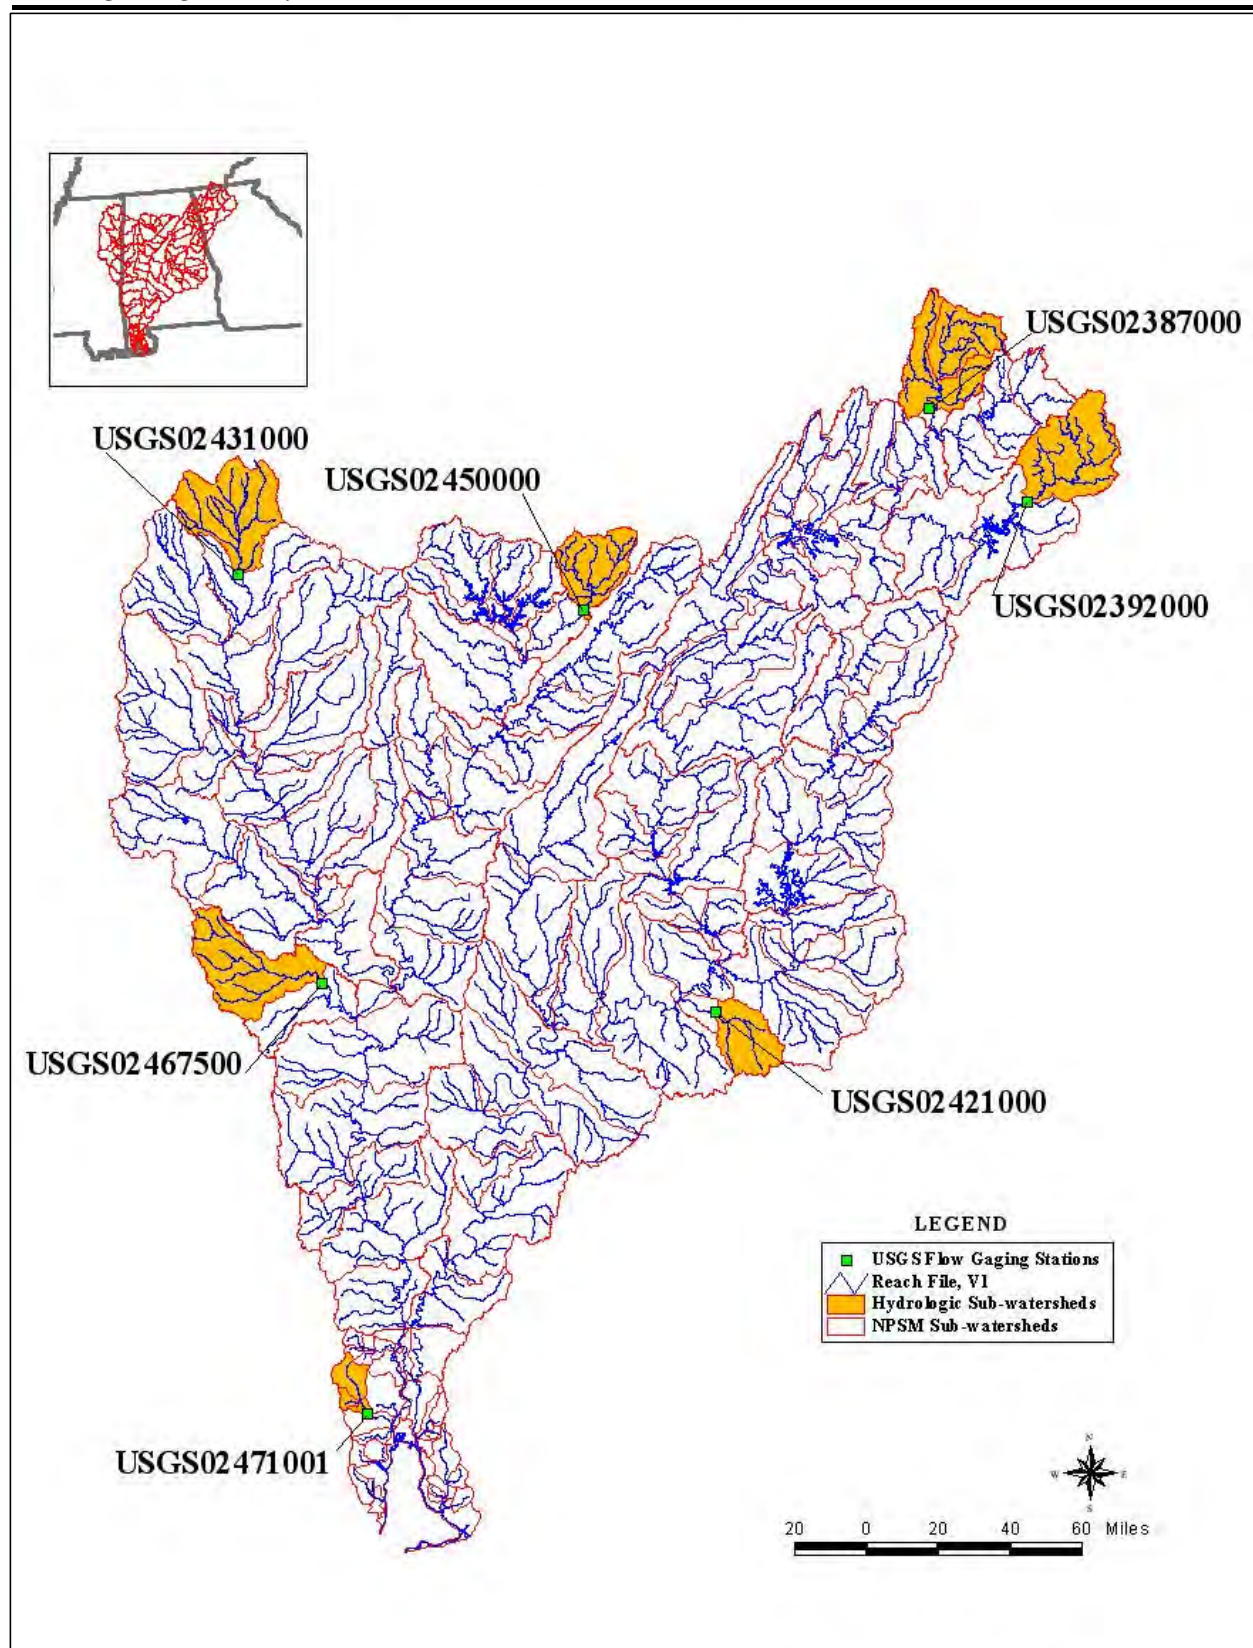 USGS02387000
USGS02431000
USGS02450000
USGS02392000
USGS02467500
USGS02421000
LEGEND
USGS Flow Gaging Stations
Reach File, V1
Hydrologic Sub-watersheds
NPSM Sub-watersheds
USGS02471001
N
W E
S
20 0 20 40 60 Miles